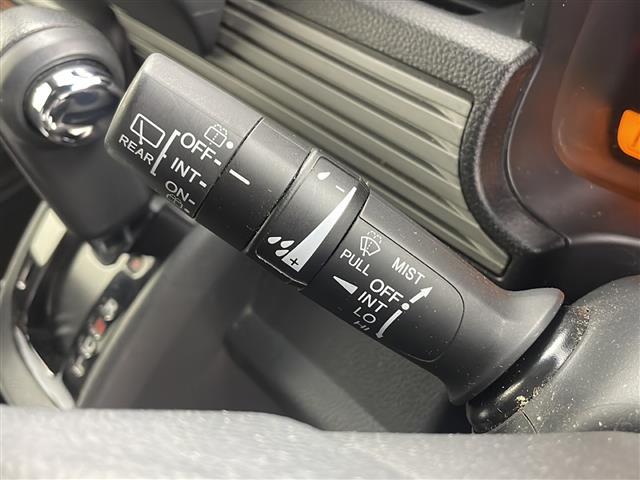 REAR
OFF
INT
ON
-
+
PULL
MIST
OFF
INT
LO
HI